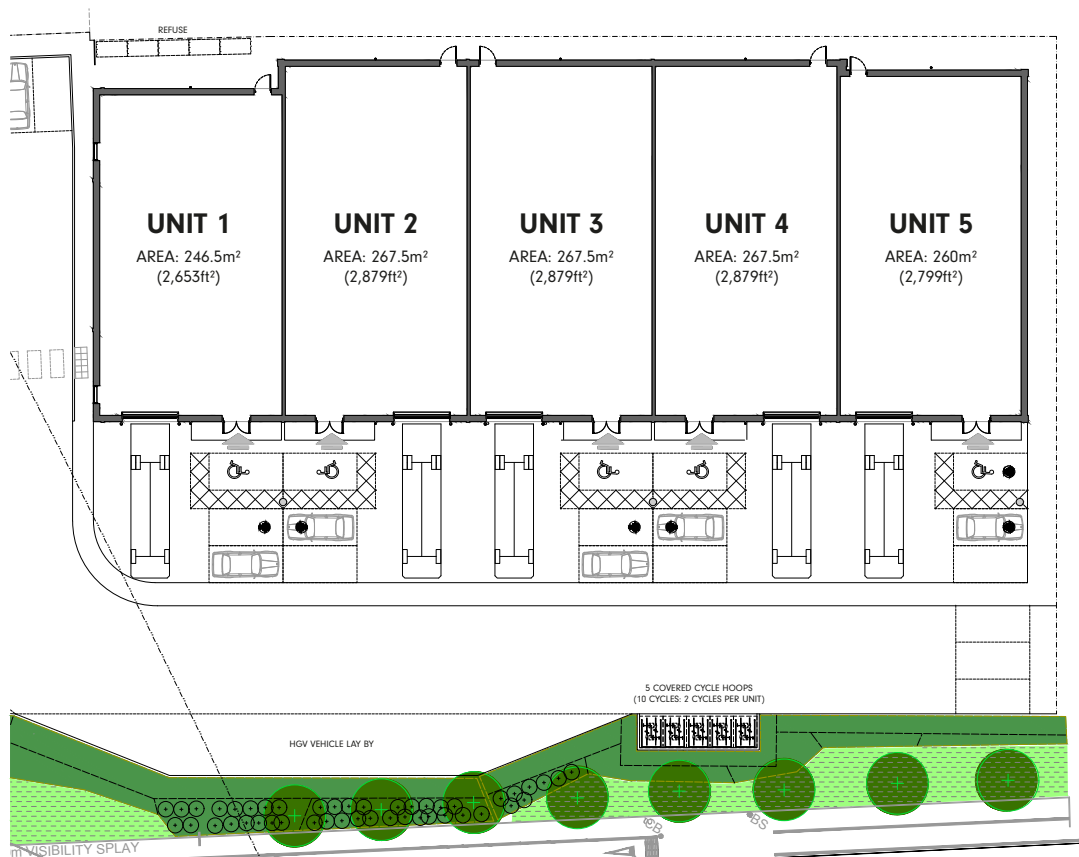 REFUSE
UNIT 1
AREA: 246.5m²
(2,653ft²)
UNIT 2
AREA: 267.5m²
(2,879ft²)
UNIT 3
AREA: 267.5m²
(2,879ft²)
UNIT 4
AREA: 267.5m²
(2,879ft²)
UNIT 5
AREA: 260m²
(2,799ft²)
5 COVERED CYCLE HOOPS
(10 CYCLES: 2 CYCLES PER UNIT)
HGV VEHICLE LAY BY
CB
BS
m VISIBILITY SPLAY